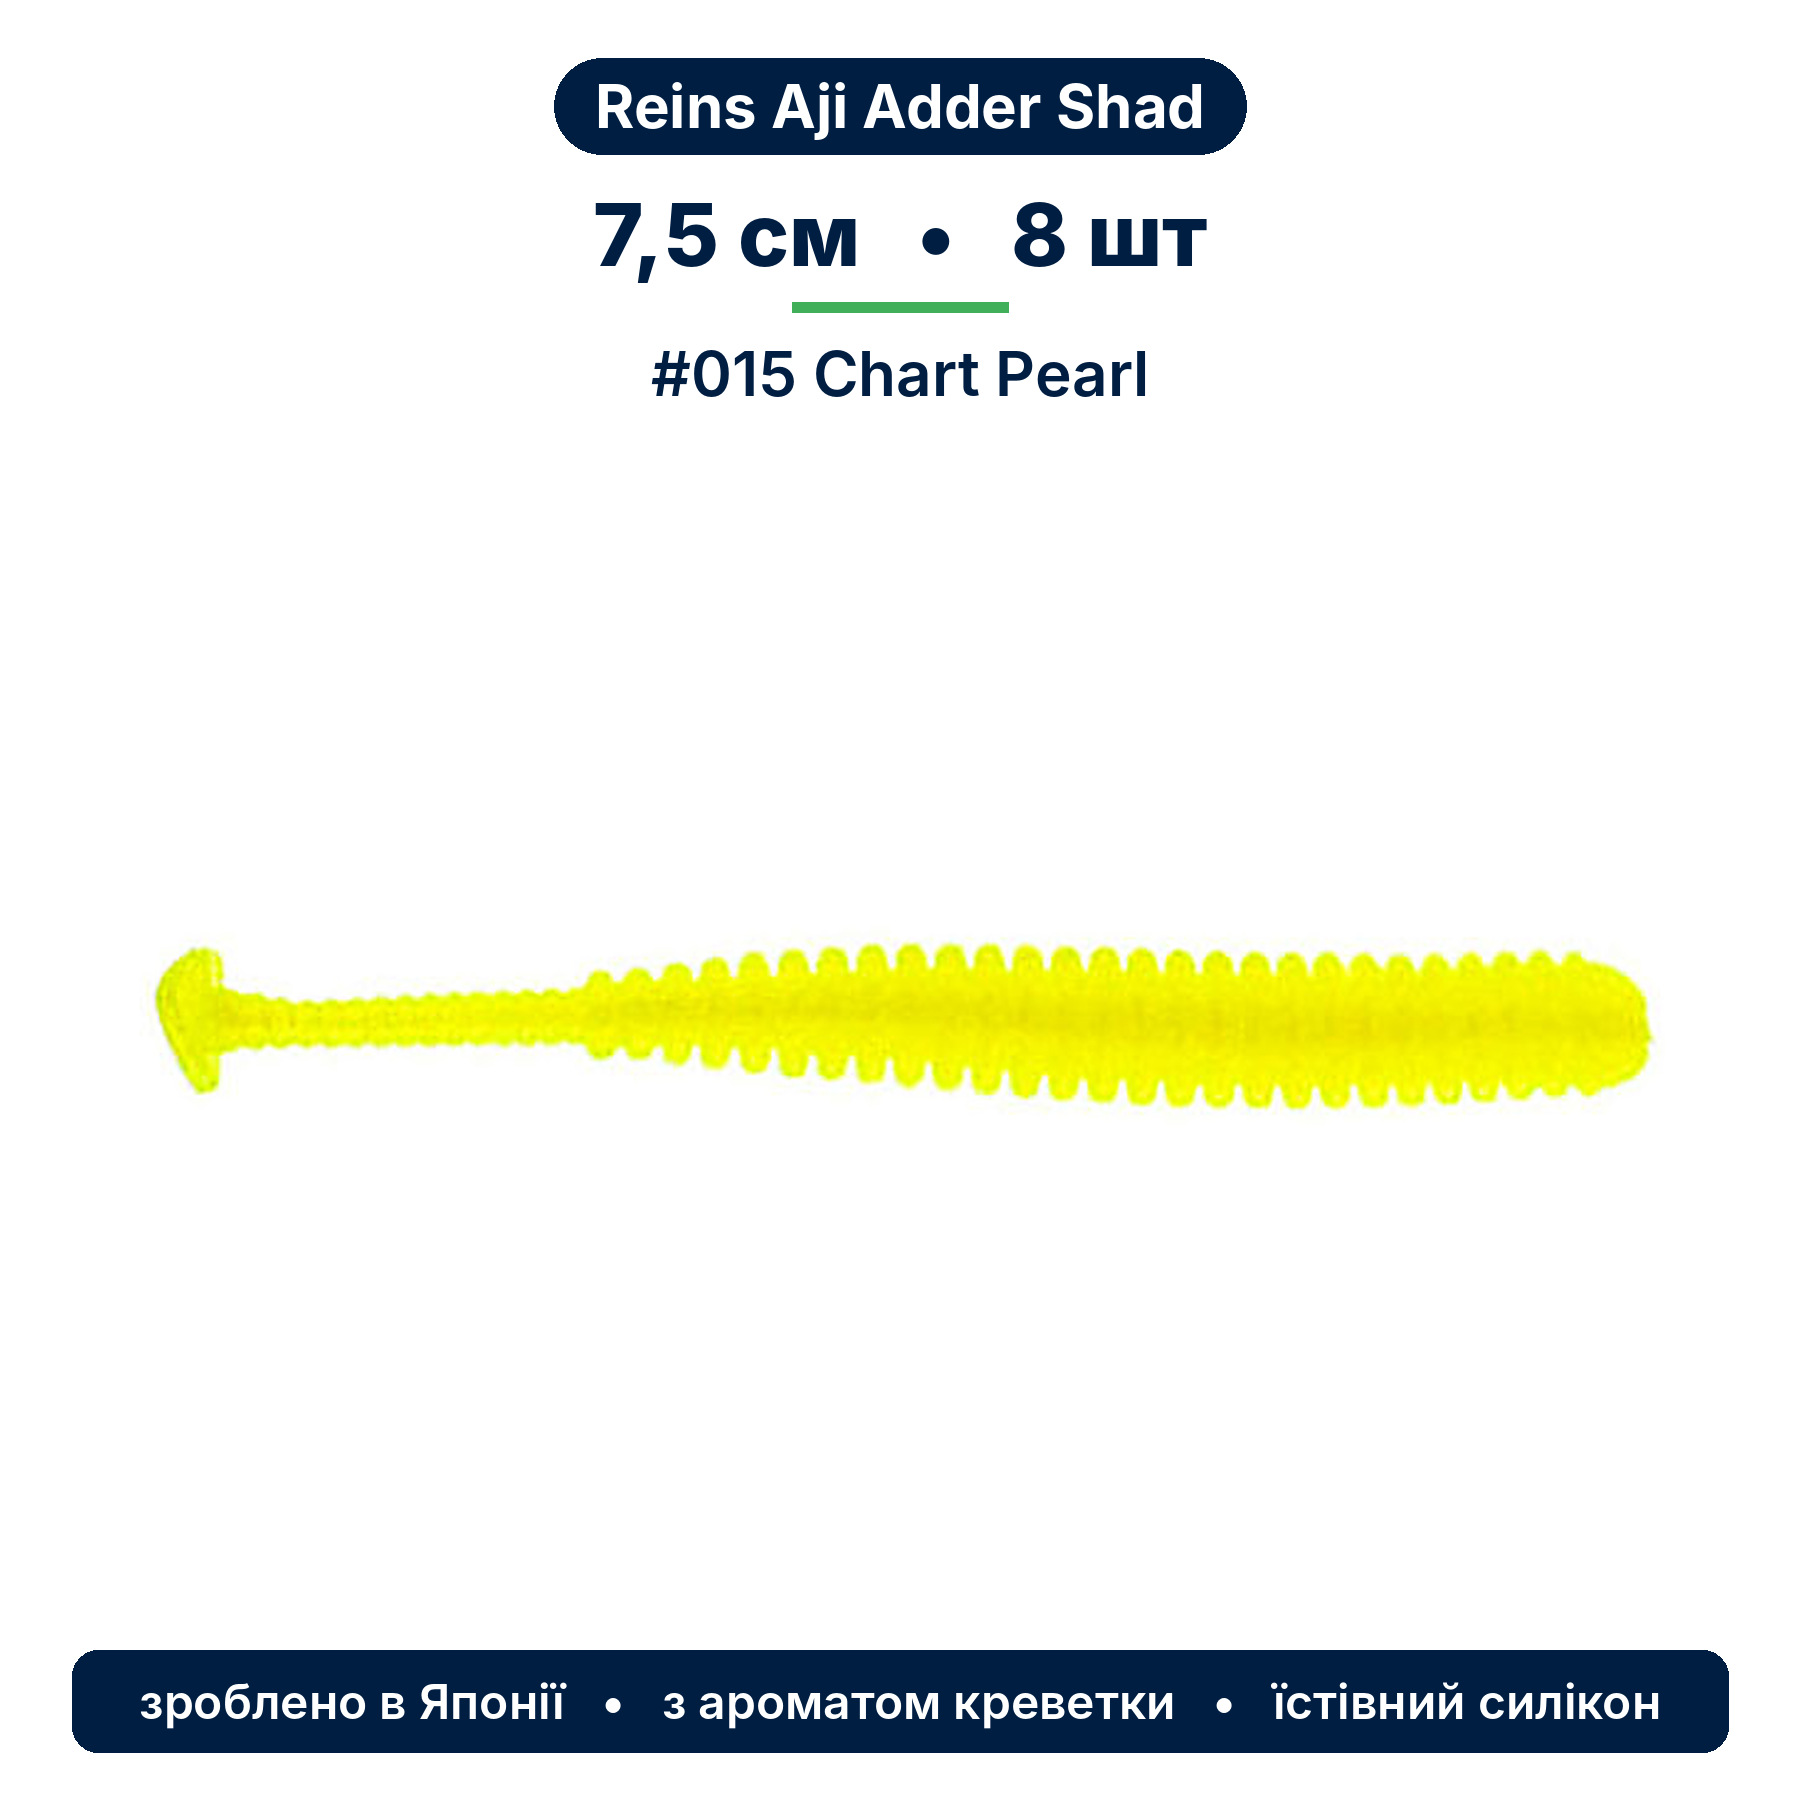 Reins Aji Adder Shad
7,5 см • 8 шт
#015 Chart Pearl
зроблено в Японії • з ароматом креветки • їстівний силікон